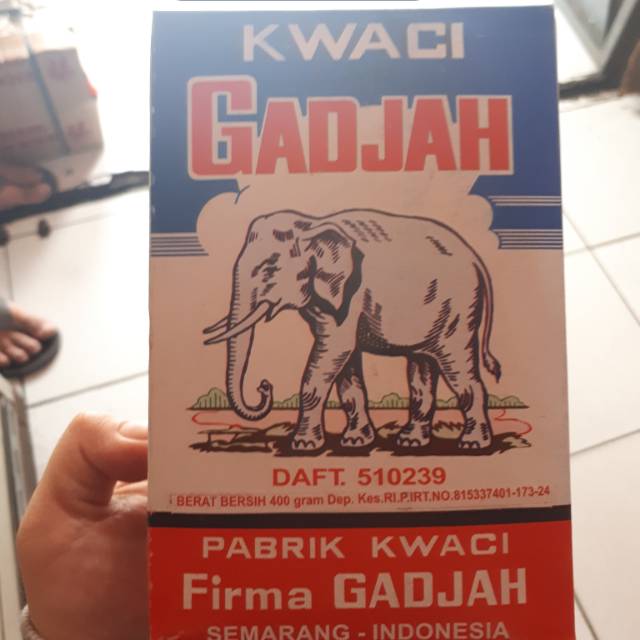 KWACI
GADJAH
DAFT. 510239
BERAT BERSIH 400 gram Dep. Kes.RI.P.IRT.NO.815337401-173-24
PABRIK KWACI
Firma GADJAH
SEMARANG - INDONESIA